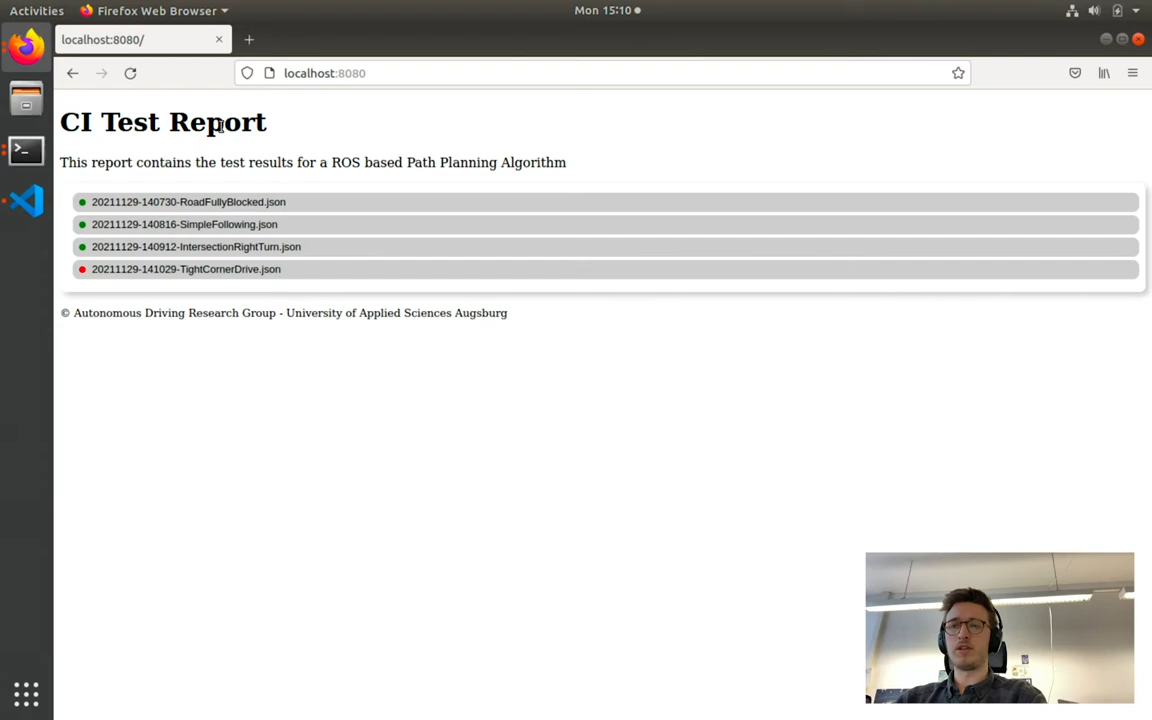 Activities Firefox Web Browser Mon 15:10
localhost:8080/
localhost:8080
CI Test Report
This report contains the test results for a ROS based Path Planning Algorithm
20211129-140730-RoadFullyBlocked.json
20211129-140816-SimpleFollowing.json
20211129-140912-IntersectionRightTurn.json
20211129-141029-TightCornerDrive.json
© Autonomous Driving Research Group - University of Applied Sciences Augsburg